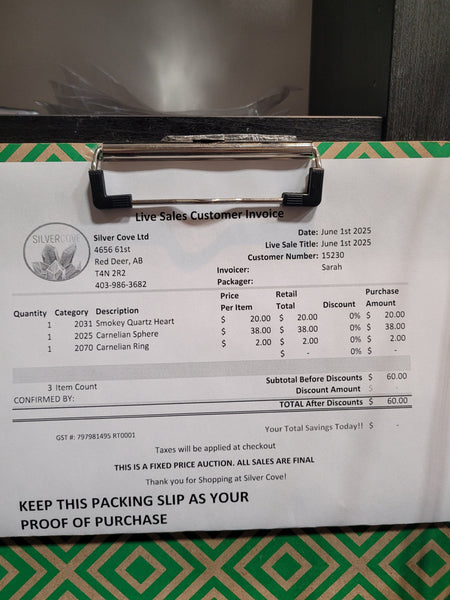 Live Sales Customer Invoice
SILVER COVE
Silver Cove Ltd
4656 61st
Red Deer, AB
T4N 2R2
403-986-3682
Date: June 1st 2025
Live Sale Title: June 1st 2025
Customer Number: 15230
Invoicer: Sarah
Packager:
Quantity Category Description Price Per Item Retail Total Discount Purchase Amount
1 2031 Smokey Quartz Heart $ 20.00 $ 20.00 0% $ 20.00
1 2025 Carnelian Sphere $ 38.00 $ 38.00 0% $ 38.00
1 2070 Carnelian Ring $ 2.00 $ 2.00 0% $ 2.00
$ - 0% $ -
Subtotal Before Discounts $ 60.00
3 Item Count Discount Amount $ -
CONFIRMED BY: TOTAL After Discounts $ 60.00
Your Total Savings Today!! $ -
GST #: 797981495 RT0001
Taxes will be applied at checkout
THIS IS A FIXED PRICE AUCTION. ALL SALES ARE FINAL
Thank you for Shopping at Silver Cove!
KEEP THIS PACKING SLIP AS YOUR
PROOF OF PURCHASE